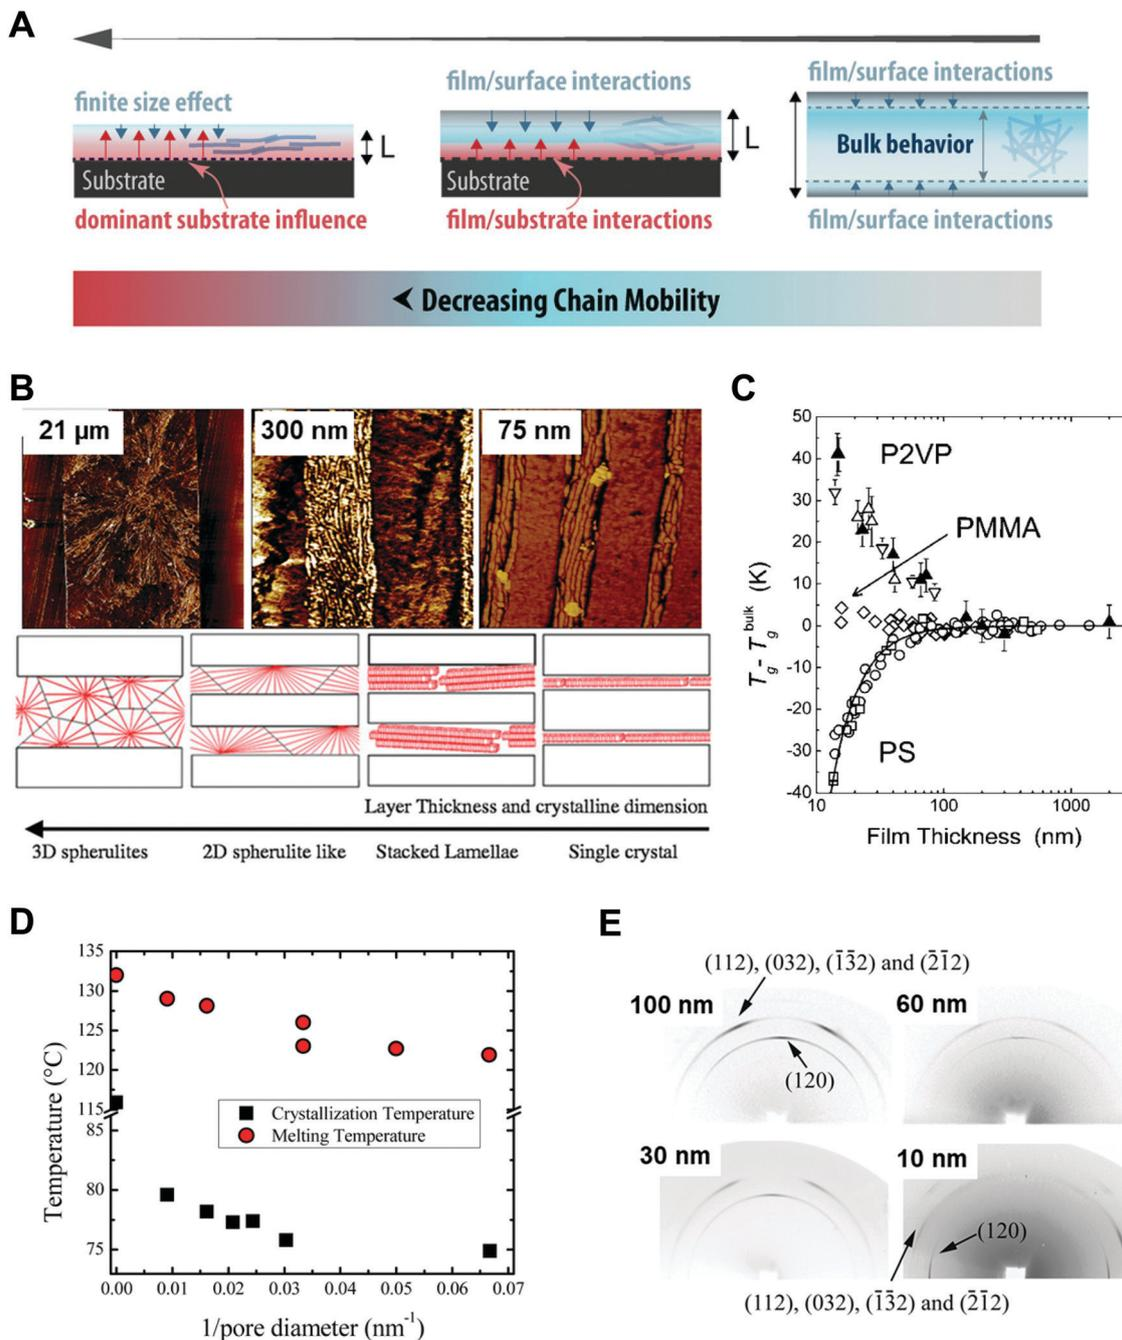 A
finite size effect
L
Substrate
dominant substrate influence
film/surface interactions
L
Substrate
film/substrate interactions
film/surface interactions
Bulk behavior
film/surface interactions
Decreasing Chain Mobility
B
21 µm
300 nm
75 nm
Layer Thickness and crystalline dimension
3D spherulites
2D spherulite like
Stacked Lamellae
Single crystal
C
50
40
30
20
10
0
-10
-20
-30
-40
T_g - T_g^bulk (K)
P2VP
PMMA
PS
10
100
1000
Film Thickness (nm)
D
135
130
125
120
115
85
80
75
Temperature (°C)
Crystallization Temperature
Melting Temperature
0.00
0.01
0.02
0.03
0.04
0.05
0.06
0.07
1/pore diameter (nm⁻¹)
E
(112), (032), (1̄3̄2) and (2̄1̄2)
100 nm
60 nm
(120)
30 nm
10 nm
(120)
(112), (032), (1̄3̄2) and (2̄1̄2)